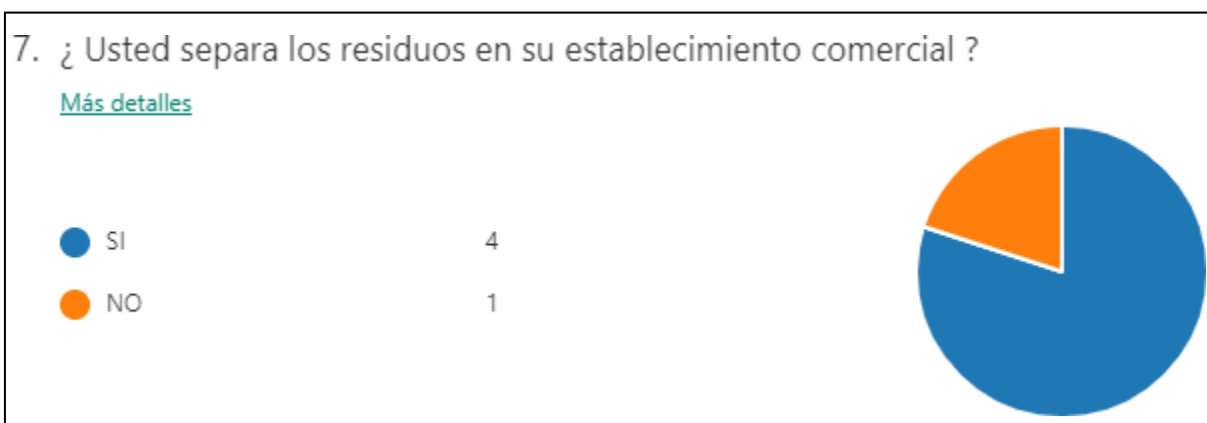 7. ¿ Usted separa los residuos en su establecimiento comercial ?
Más detalles
SI 4
NO 1